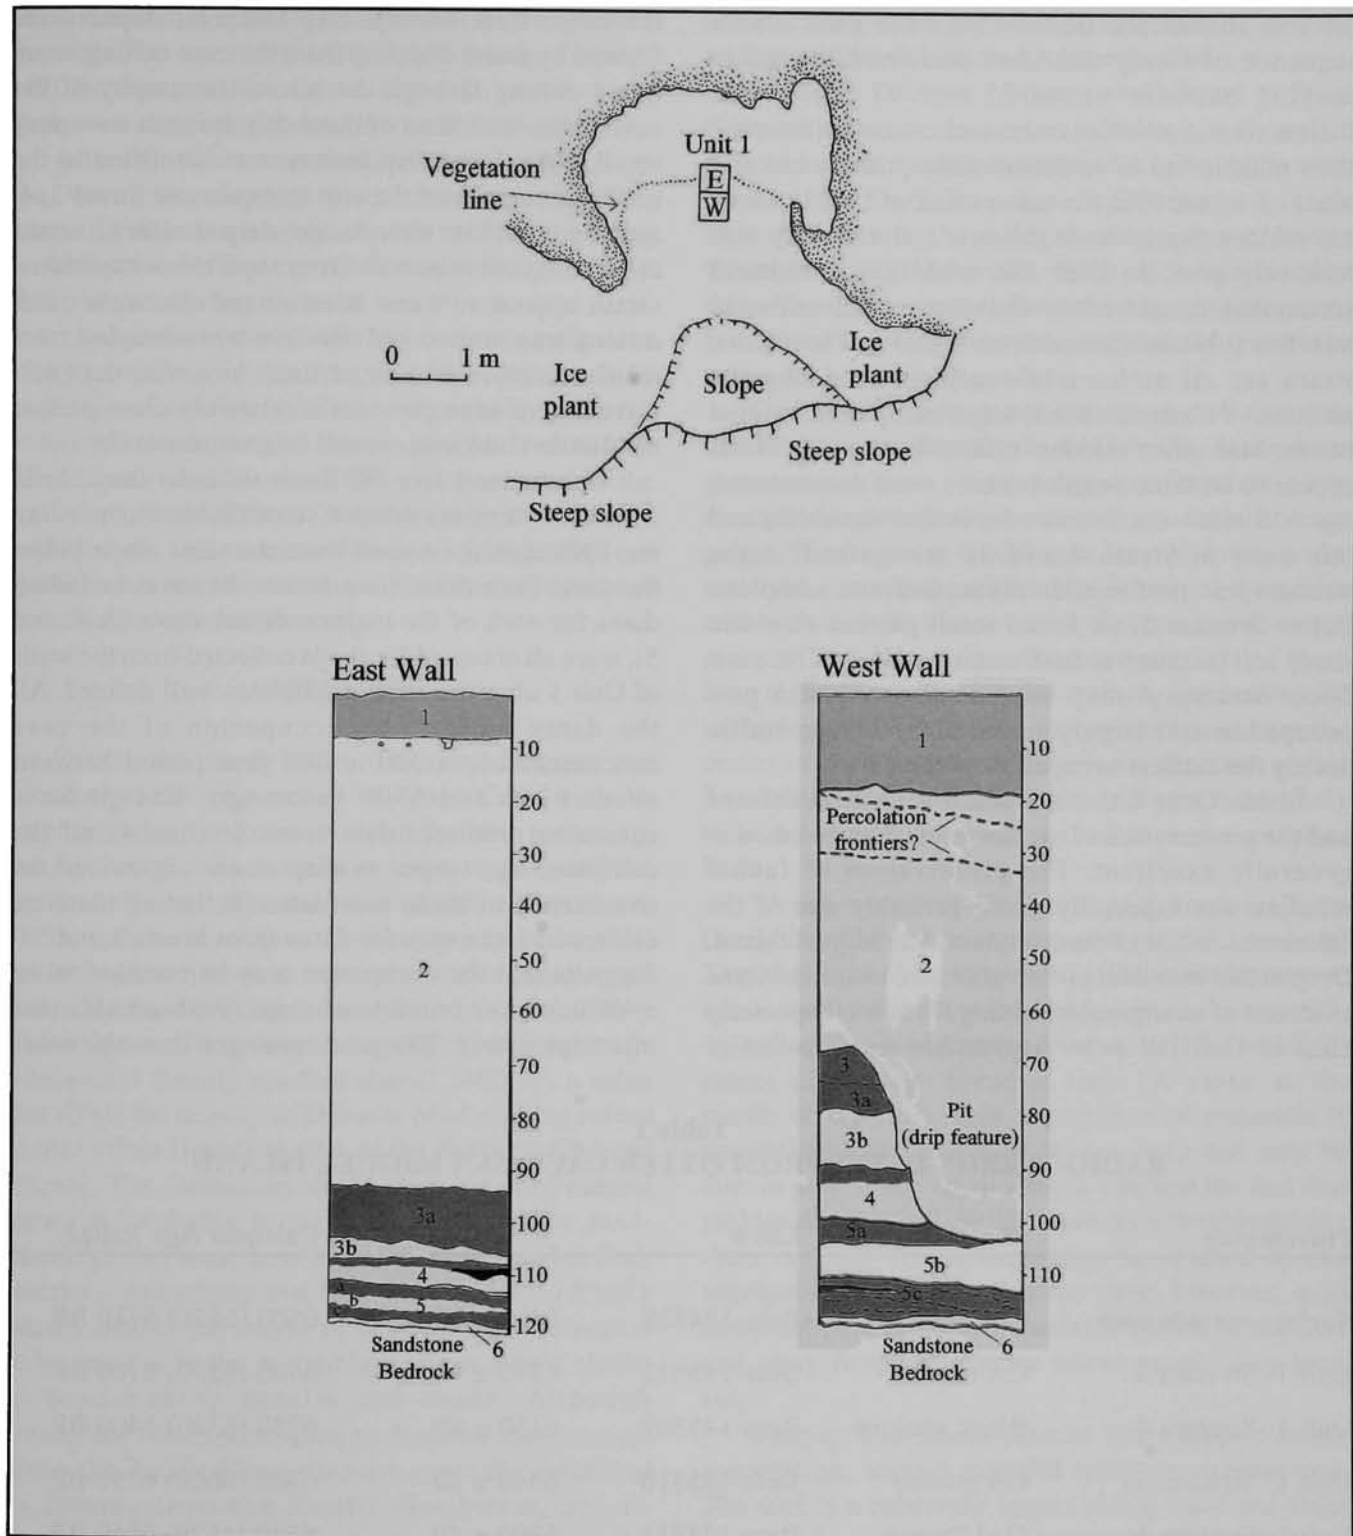 Unit 1
Vegetation
line
E
W
0 1 m
Ice
plant
Slope
Ice
plant
Steep slope
Steep slope
East Wall
1
10
20
30
40
2
50
60
70
80
90
3a
100
3b
4
110
a
b
5
c
120
6
Sandstone
Bedrock
West Wall
1
10
20
Percolation
frontiers?
30
40
2
50
60
3
70
3a
Pit
80
3b
(drip feature)
90
4
5a
100
5b
110
5c
6
Sandstone
Bedrock